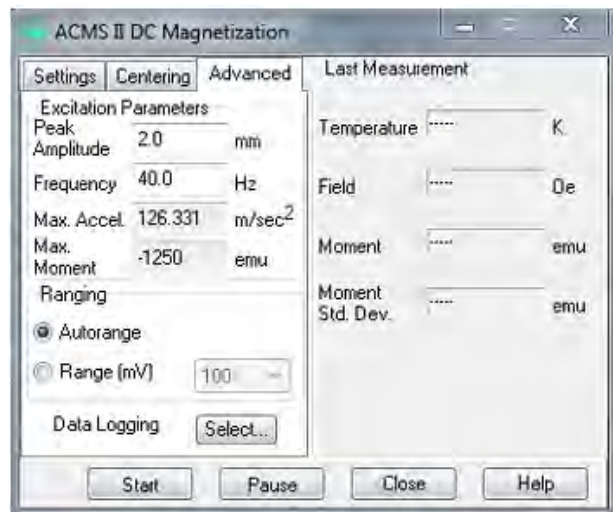 ACMS II DC Magnetization
Settings Centering Advanced
Excitation Parameters
Peak Amplitude 2.0 mm
Frequency 40.0 Hz
Max. Accel. 126.331 m/sec2
Max. Moment -1250 emu
Ranging
Autorange
Range (mV) 100
Data Logging Select...
Last Measurement
Temperature ----- K
Field ----- Oe
Moment ----- emu
Moment Std. Dev. ----- emu
Start Pause Close Help